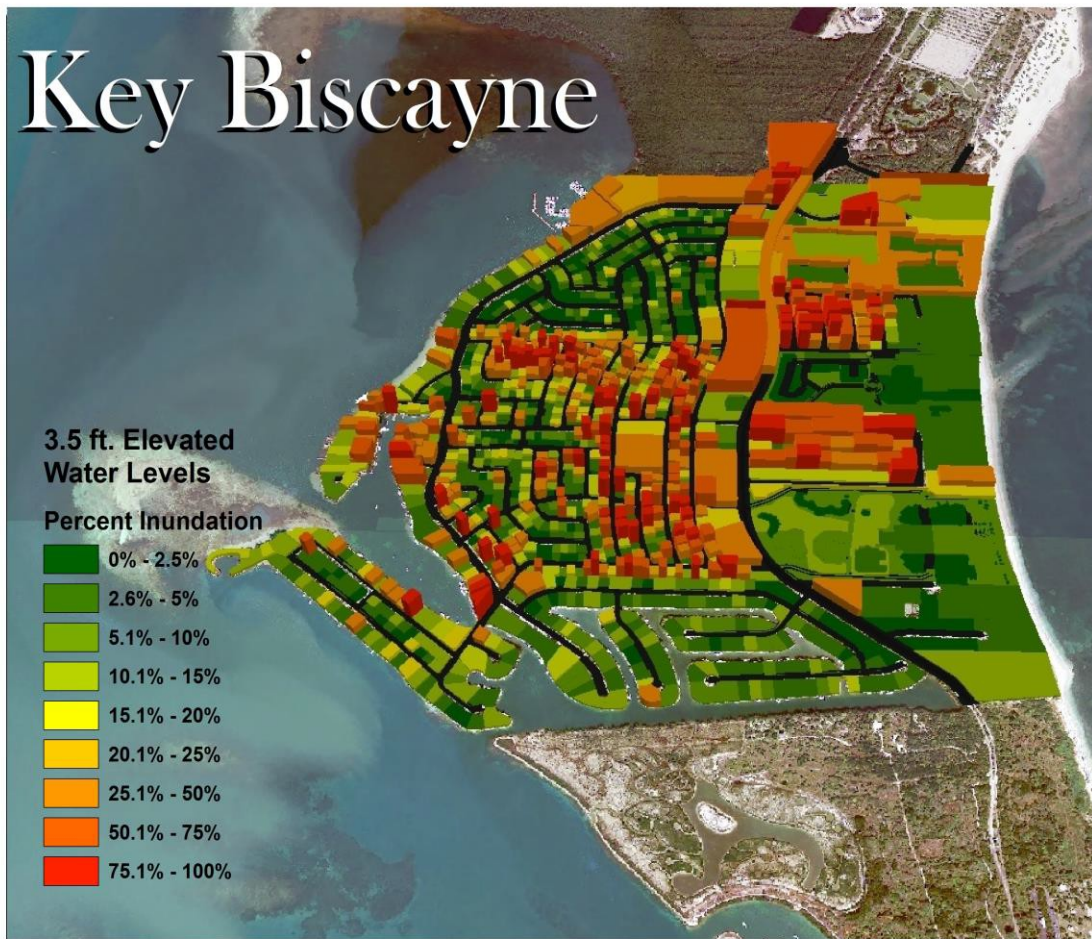 Key Biscayne
3.5 ft. Elevated
Water Levels
Percent Inundation
0% - 2.5%
2.6% - 5%
5.1% - 10%
10.1% - 15%
15.1% - 20%
20.1% - 25%
25.1% - 50%
50.1% - 75%
75.1% - 100%